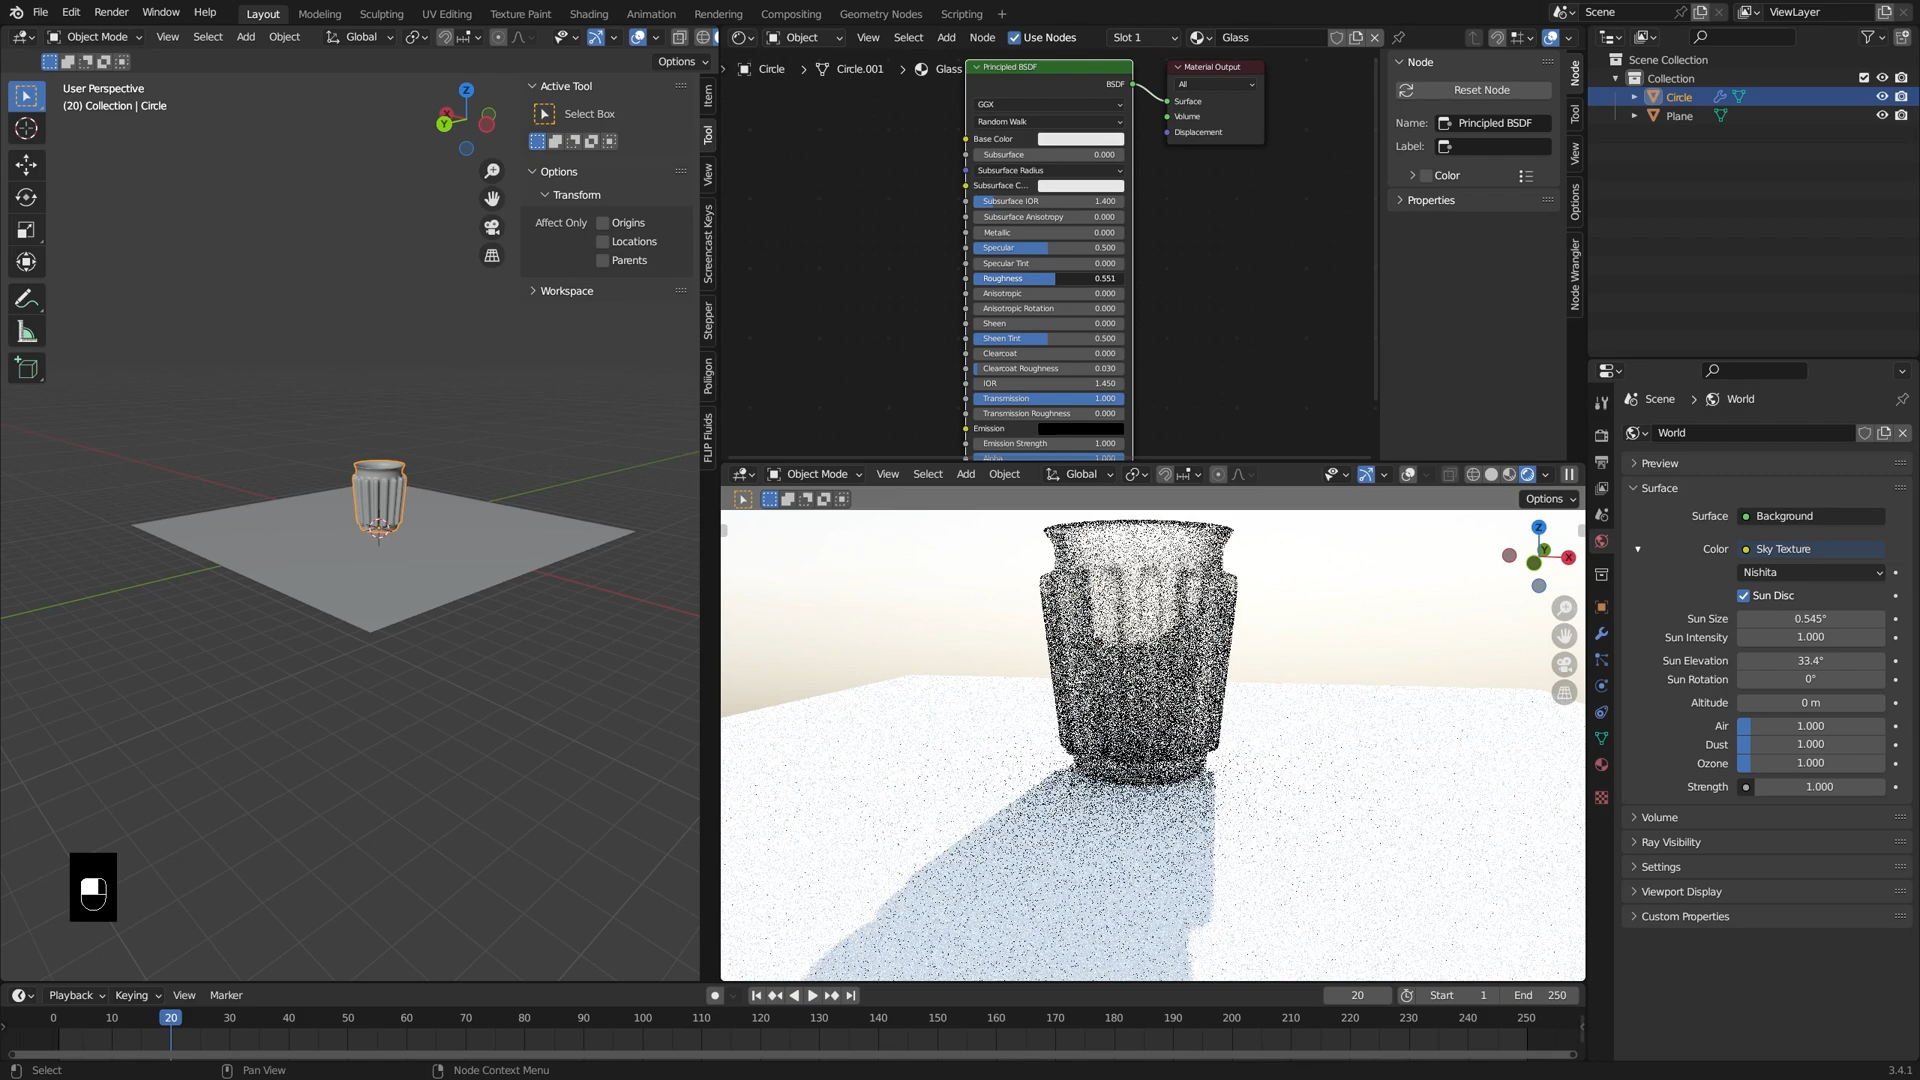 File Edit Render Window Help Layout Modeling Sculpting UV Editing Texture Paint Shading Animation Rendering Compositing Geometry Nodes Scripting + Scene ViewLayer
Object Mode View Select Add Object Global
Options
User Perspective
(20) Collection | Circle
Z
X
Y
Active Tool
Select Box
Options
Transform
Affect Only Origins
Locations
Parents
Workspace
Item
Tool
View
Screencast Keys
Stepper
Poliigon
FLIP Fluids
Object View Select Add Node Use Nodes Slot 1 Glass
Circle > Circle.001 > Glass
Principled BSDF
BSDF
GGX
Random Walk
Base Color
Subsurface 0.000
Subsurface Radius
Subsurface C...
Subsurface IOR 1.400
Subsurface Anisotropy 0.000
Metallic 0.000
Specular 0.500
Specular Tint 0.000
Roughness 0.551
Anisotropic 0.000
Anisotropic Rotation 0.000
Sheen 0.000
Sheen Tint 0.500
Clearcoat 0.000
Clearcoat Roughness 0.030
IOR 1.450
Transmission 1.000
Transmission Roughness 0.000
Emission
Emission Strength 1.000
Alpha 1.000
Material Output
All
Surface
Volume
Displacement
Node
Reset Node
Name: Principled BSDF
Label:
Color
Properties
Node
Tool
View
Options
Node Wrangler
Object Mode View Select Add Object Global
Options
Z
Y
X
Scene Collection
Collection
Circle
Plane
Scene > World
World
Preview
Surface
Surface Background
Color Sky Texture
Nishita
Sun Disc
Sun Size 0.545°
Sun Intensity 1.000
Sun Elevation 33.4°
Sun Rotation 0°
Altitude 0 m
Air 1.000
Dust 1.000
Ozone 1.000
Strength 1.000
Volume
Ray Visibility
Settings
Viewport Display
Custom Properties
Playback Keying View Marker 20 Start 1 End 250
0 10 20 30 40 50 60 70 80 90 100 110 120 130 140 150 160 170 180 190 200 210 220 230 240 250
Select Pan View Node Context Menu 3.4.1